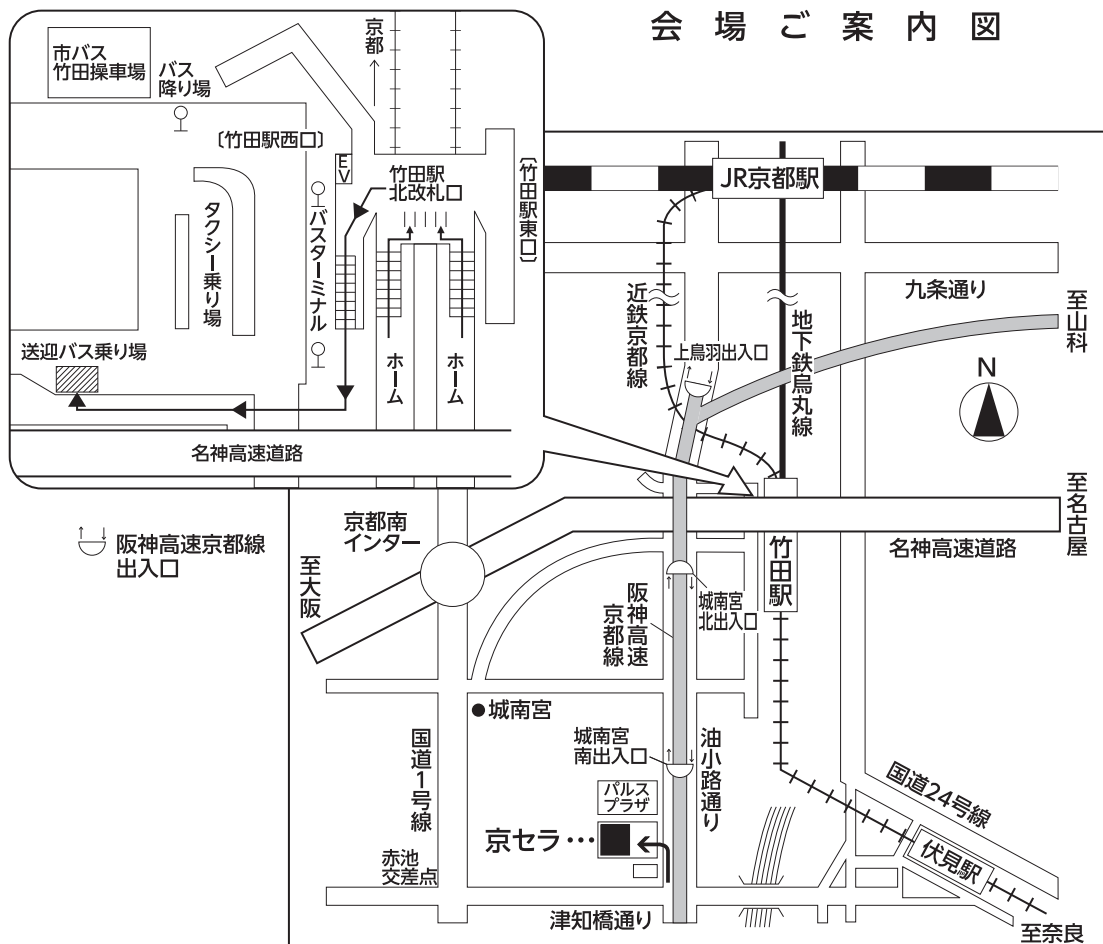 会場ご案内図
市バス
竹田操車場
バス
降り場
京都
〔竹田駅西口〕
EV
竹田駅
北改札口
〔竹田駅東口〕
タクシー乗り場
バスターミナル
ホーム
ホーム
送迎バス乗り場
名神高速道路
JR京都駅
九条通り
至山科
近鉄京都線
地下鉄烏丸線
上鳥羽出入口
N
至名古屋
名神高速道路
京都南
インター
至大阪
阪神高速京都線
出入口
竹田駅
城南宮
北出入口
阪神高速
京都線
城南宮
国道1号線
城南宮
南出入口
油小路通り
パルス
プラザ
京セラ…
国道24号線
伏見駅
赤池
交差点
津知橋通り
至奈良